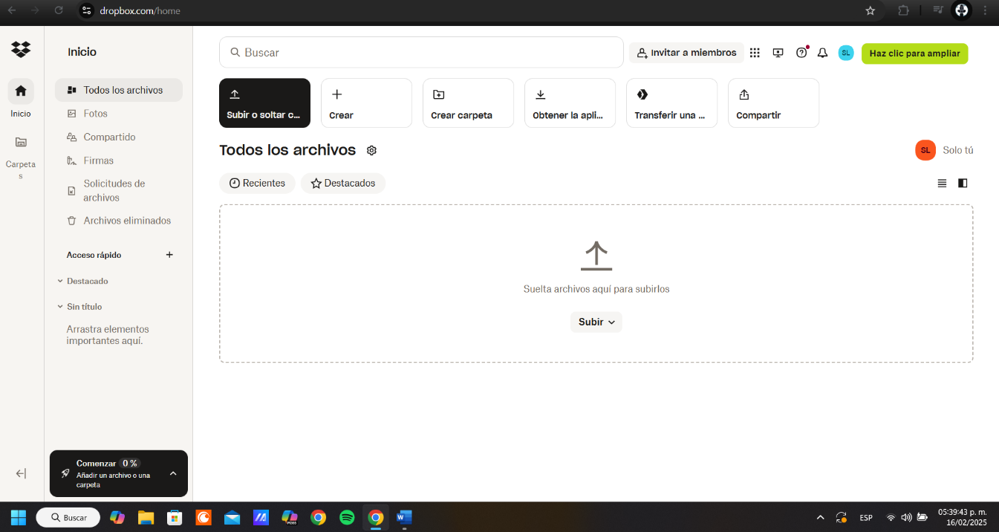 dropbox.com/home
Inicio
Carpeta
s
Inicio
Todos los archivos
Fotos
Compartido
Firmas
Solicitudes de
archivos
Archivos eliminados
Acceso rápido
Destacado
Sin título
Arrastra elementos
importantes aquí.
Comenzar 0 %
Añadir un archivo o una
carpeta
Buscar
Invitar a miembros
SL
Haz clic para ampliar
Subir o soltar c...
Crear
Crear carpeta
Obtener la apli...
Transferir una ...
Compartir
Todos los archivos
SL Solo tú
Recientes
Destacados
Suelta archivos aquí para subirlos
Subir
Buscar
ESP
05:39:43 p. m.
16/02/2025